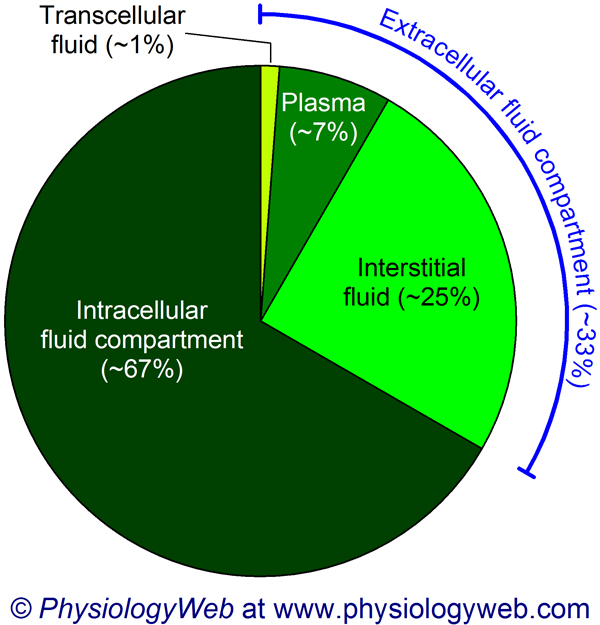 Transcellular
fluid (~1%)
Extracellular fluid compartment (~33%)
Plasma
(~7%)
Interstitial
fluid (~25%)
Intracellular
fluid compartment
(~67%)
© PhysiologyWeb at www.physiologyweb.com